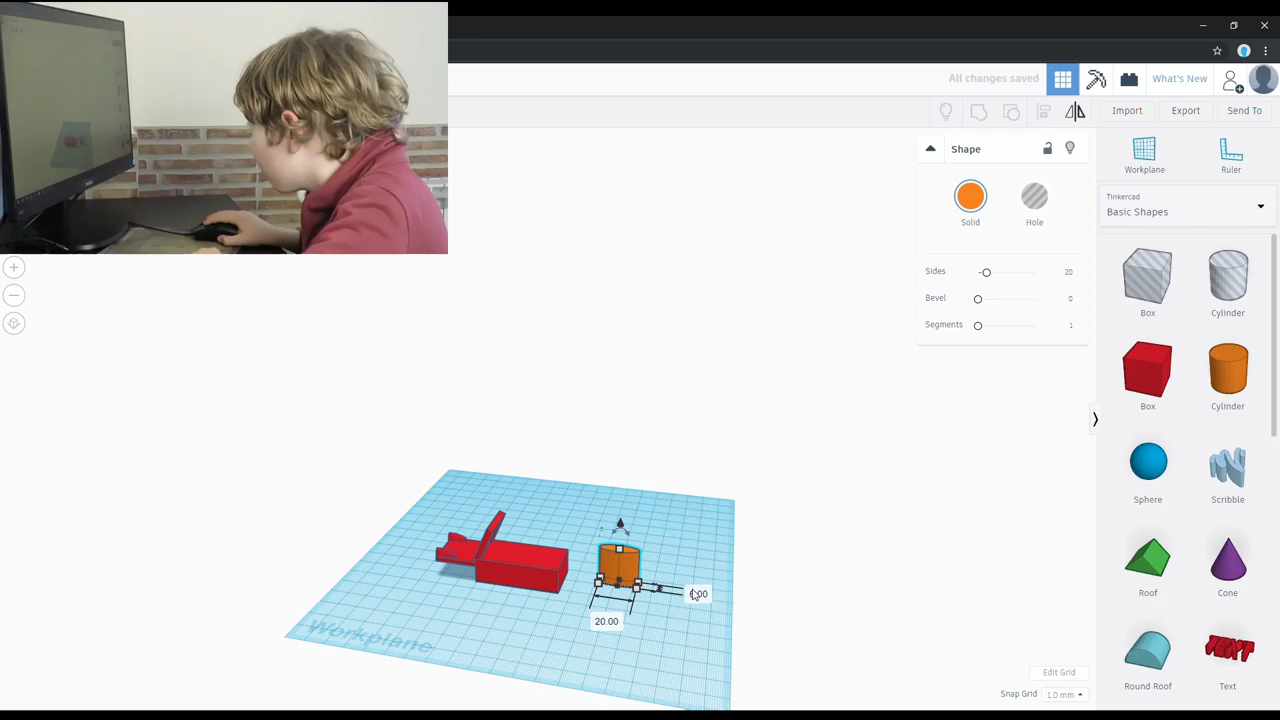 All changes saved
What's New
Import
Export
Send To
Shape
Workplane
Ruler
Solid
Hole
Tinkercad
Basic Shapes
Sides
20
Bevel
0
Segments
1
Box
Cylinder
Box
Cylinder
Sphere
Scribble
Roof
Cone
20.00
Workplane
Round Roof
TEXT
Text
Edit Grid
Snap Grid
1.0 mm